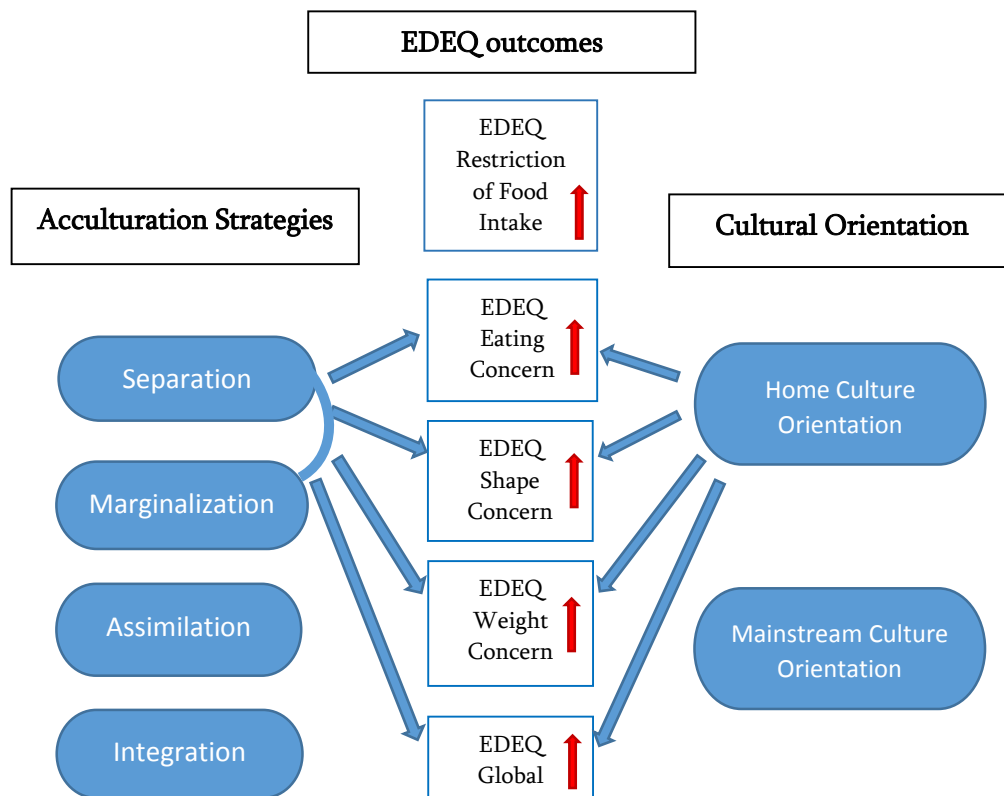 EDEQ outcomes
EDEQ
Restriction
of Food
Intake
Acculturation Strategies
Cultural Orientation
EDEQ
Eating
Concern
Separation
Home Culture
Orientation
EDEQ
Shape
Concern
Marginalization
EDEQ
Weight
Concern
Assimilation
Mainstream Culture
Orientation
EDEQ
Global
Integration